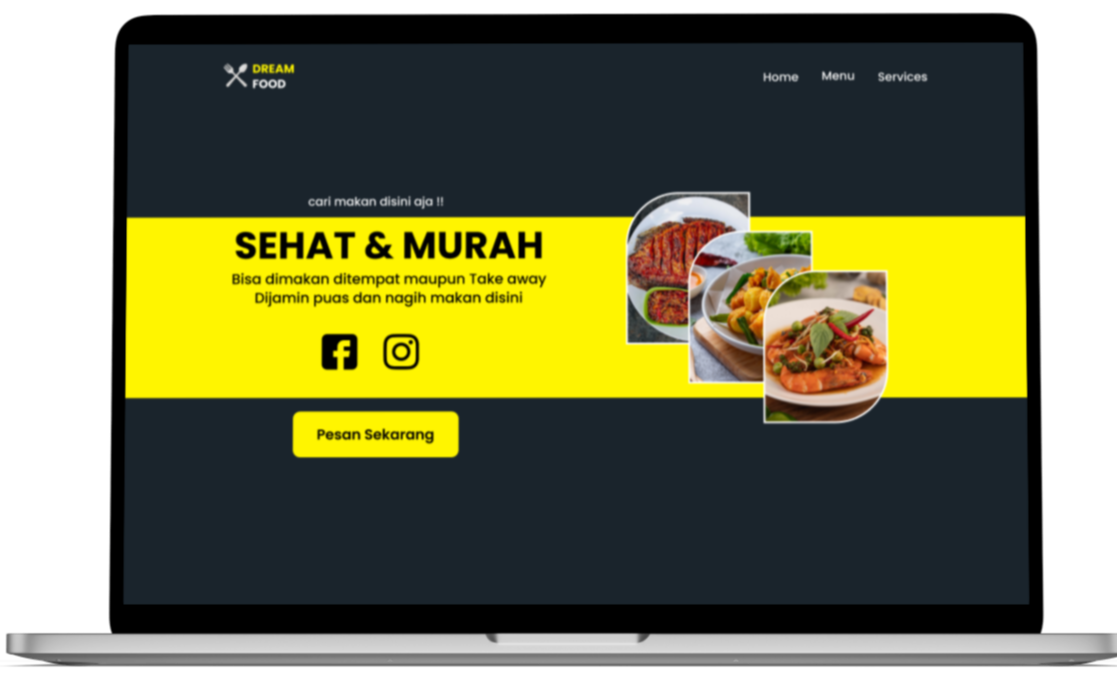 DREAM
FOOD
Home Menu Services
cari makan disini aja !!
SEHAT & MURAH
Bisa dimakan ditempat maupun Take away
Dijamin puas dan nagih makan disini
Pesan Sekarang